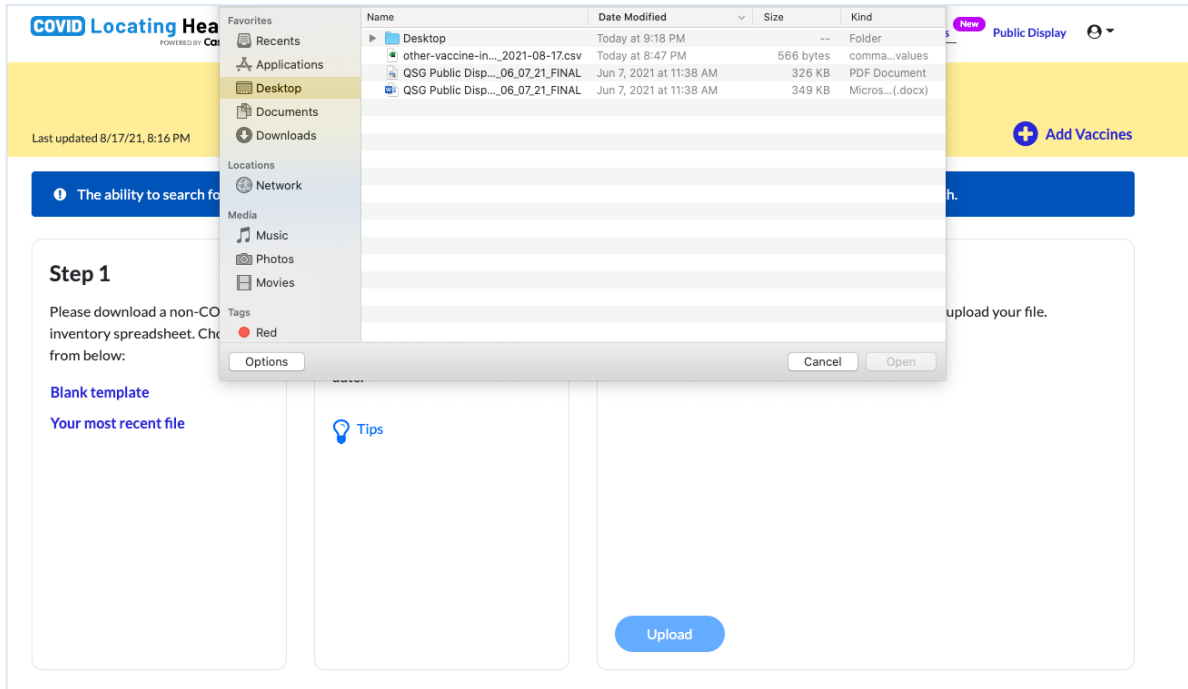 COVID Locating Hea
POWERED BY Cas
New
s
Public Display
Last updated 8/17/21, 8:16 PM
Add Vaccines
The ability to search fo
h.
Favorites
Recents
Applications
Desktop
Documents
Downloads
Locations
Network
Media
Music
Photos
Movies
Tags
Red
Name Date Modified Size Kind
Desktop Today at 9:18 PM -- Folder
other-vaccine-in..._2021-08-17.csv Today at 8:47 PM 566 bytes comma...values
QSG Public Disp..._06_07_21_FINAL Jun 7, 2021 at 11:38 AM 326 KB PDF Document
QSG Public Disp..._06_07_21_FINAL Jun 7, 2021 at 11:38 AM 349 KB Micros...(.docx)
Options
Cancel
Open
Step 1
Please download a non-CO
inventory spreadsheet. Cho
from below:
Blank template
Your most recent file
date.
Tips
upload your file.
Upload